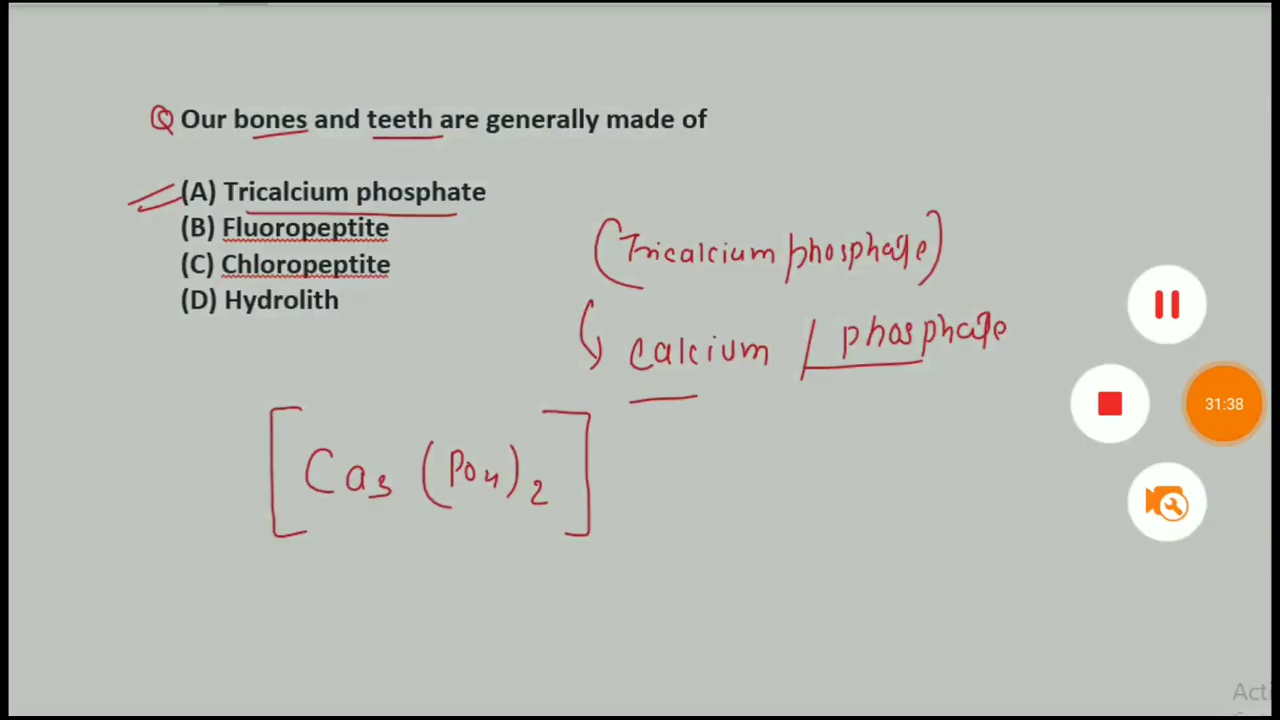 Q Our bones and teeth are generally made of
(A) Tricalcium phosphate
(B) Fluoropeptite
(C) Chloropeptite
(D) Hydrolith
(Tricalcium phosphate)
Calcium / phosphate
[Ca3 (Po4)2]
31:38